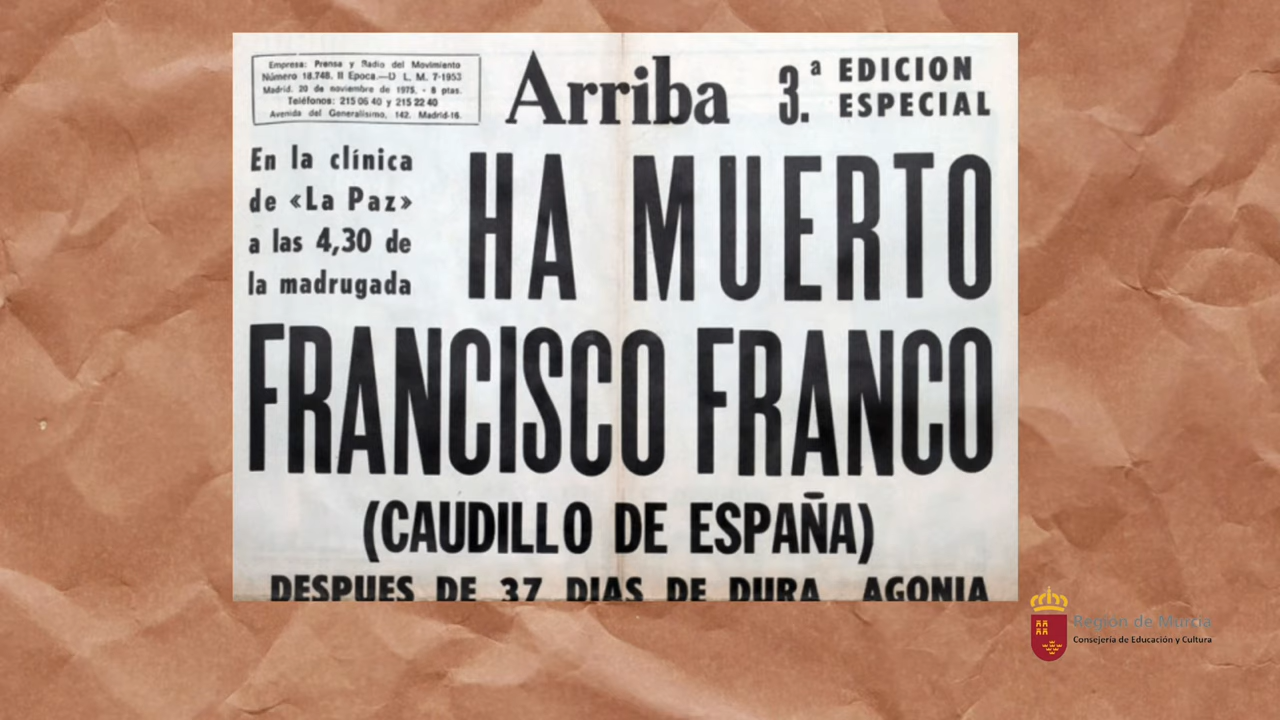 Empresa: Prensa y Radio del Movimiento
Número 18.748. II Epoca.—D L. M. 7-1953
Madrid. 20 de noviembre de 1975. - 8 ptas.
Teléfonos: 215 06 40 y 215 22 40
Avenida del Generalísimo, 142. Madrid-16.
Arriba
3.ª EDICION
ESPECIAL
En la clínica
de «La Paz»
a las 4,30 de
la madrugada
HA MUERTO
FRANCISCO FRANCO
(CAUDILLO DE ESPAÑA)
DESPUES DE 37 DIAS DE DURA AGONIA
Región de Murcia
Consejería de Educación y Cultura